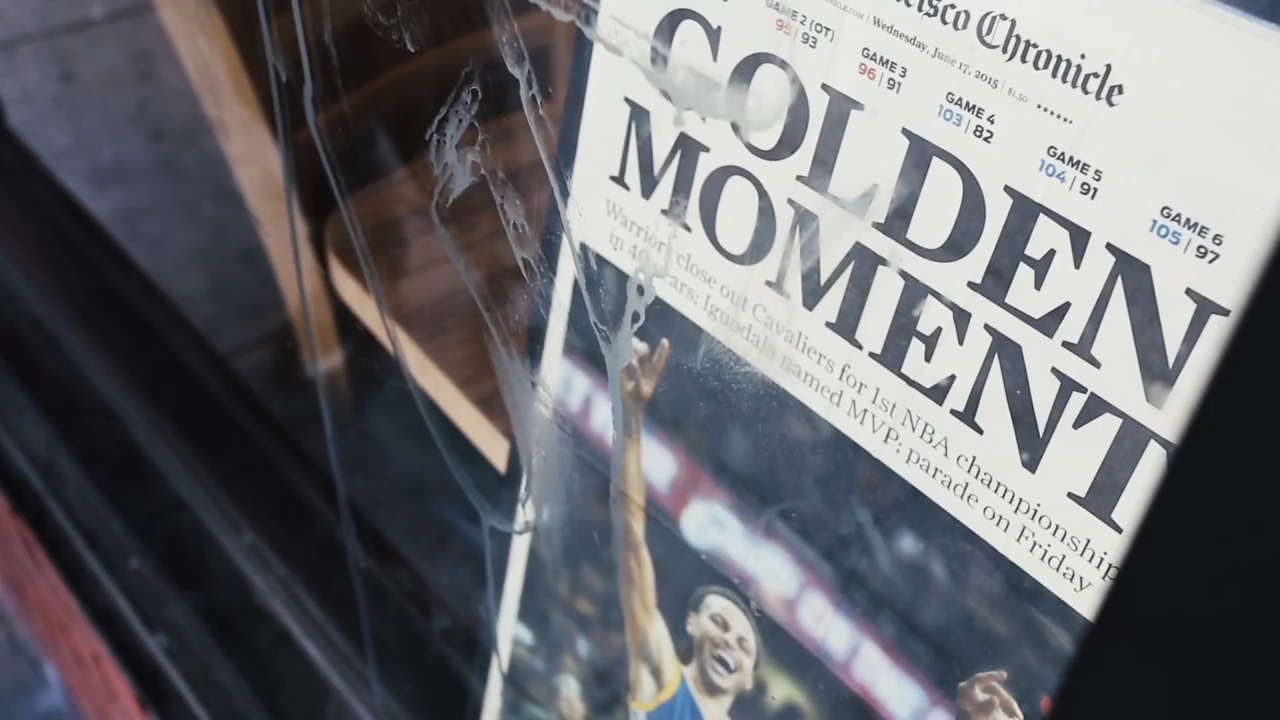 cisco Chronicle
Wednesday, June 17, 2015 | $1.50 ★★★★★★
GAME 2 (OT)
95 | 93
GAME 3
96 | 91
GAME 4
103 | 82
GAME 5
104 | 91
GAME 6
105 | 97
GOLDEN
MOMENT
Warriors close out Cavaliers for 1st NBA championship
in 40 years; Iguodala named MVP; parade on Friday